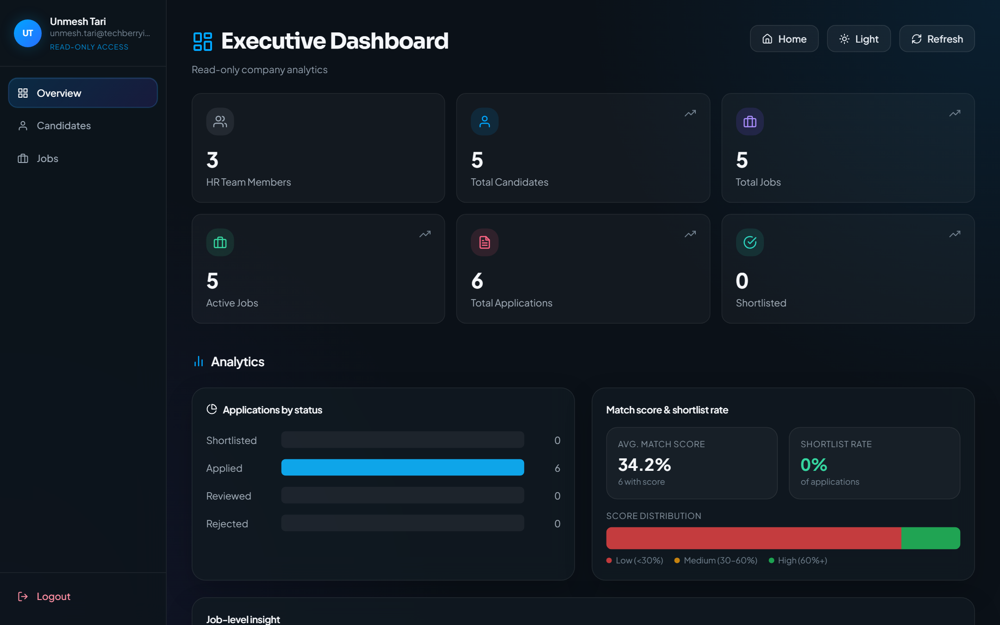 UT
Unmesh Tari
unmesh.tari@techberryi...
READ-ONLY ACCESS
Overview
Candidates
Jobs
Logout
Executive Dashboard
Read-only company analytics
Home
Light
Refresh
3
HR Team Members
5
Total Candidates
5
Total Jobs
5
Active Jobs
6
Total Applications
0
Shortlisted
Analytics
Applications by status
Shortlisted 0
Applied 6
Reviewed 0
Rejected 0
Match score & shortlist rate
AVG. MATCH SCORE
34.2%
6 with score
SHORTLIST RATE
0%
of applications
SCORE DISTRIBUTION
Low (<30%) Medium (30–60%) High (60%+)
Job-level insight